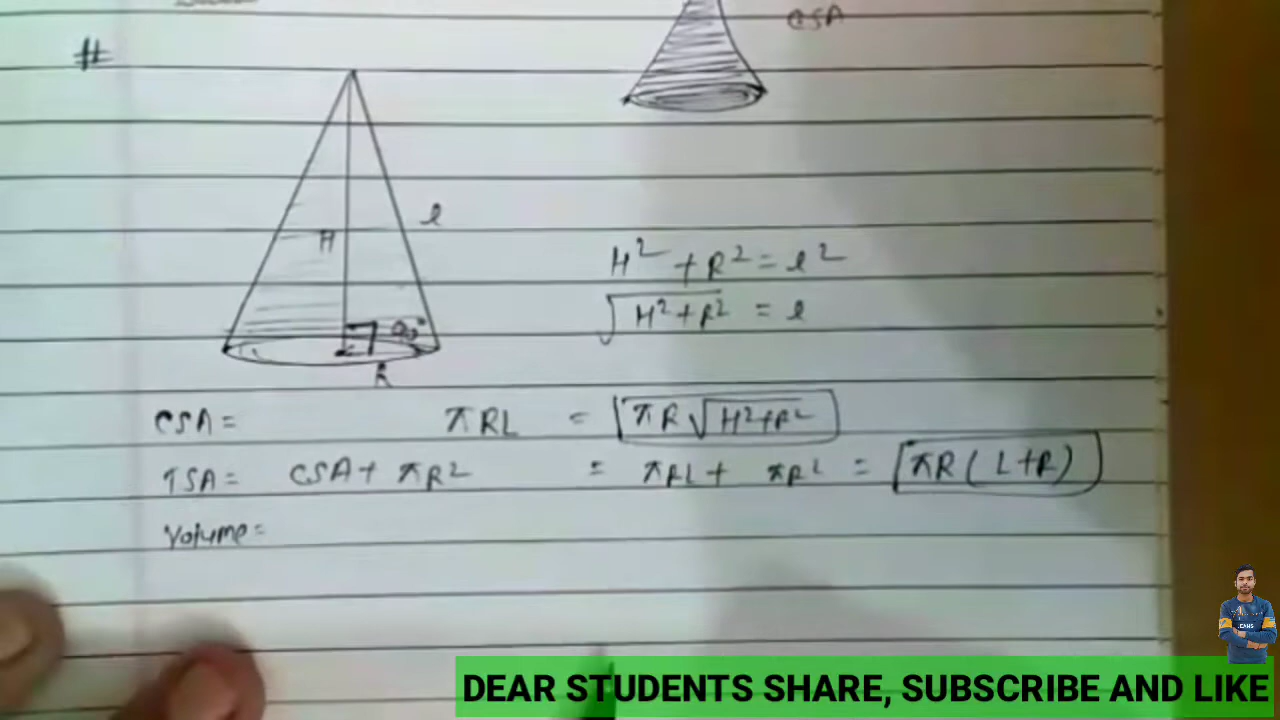 #
CSA
H
l
90°
R
H² + R² = l²
√H²+R² = l
CSA = πRL = πR√H²+R²
TSA = CSA + πR² = πRL + πR² = πR(L+R)
Volume =
DEAR STUDENTS SHARE, SUBSCRIBE AND LIKE